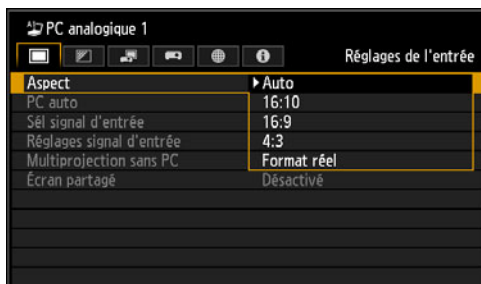 PC analogique 1
Réglages de l'entrée
Aspect
Auto
PC auto
16:10
Sél signal d'entrée
16:9
Réglages signal d'entrée
4:3
Multiprojection sans PC
Format réel
Écran partagé
Désactivé